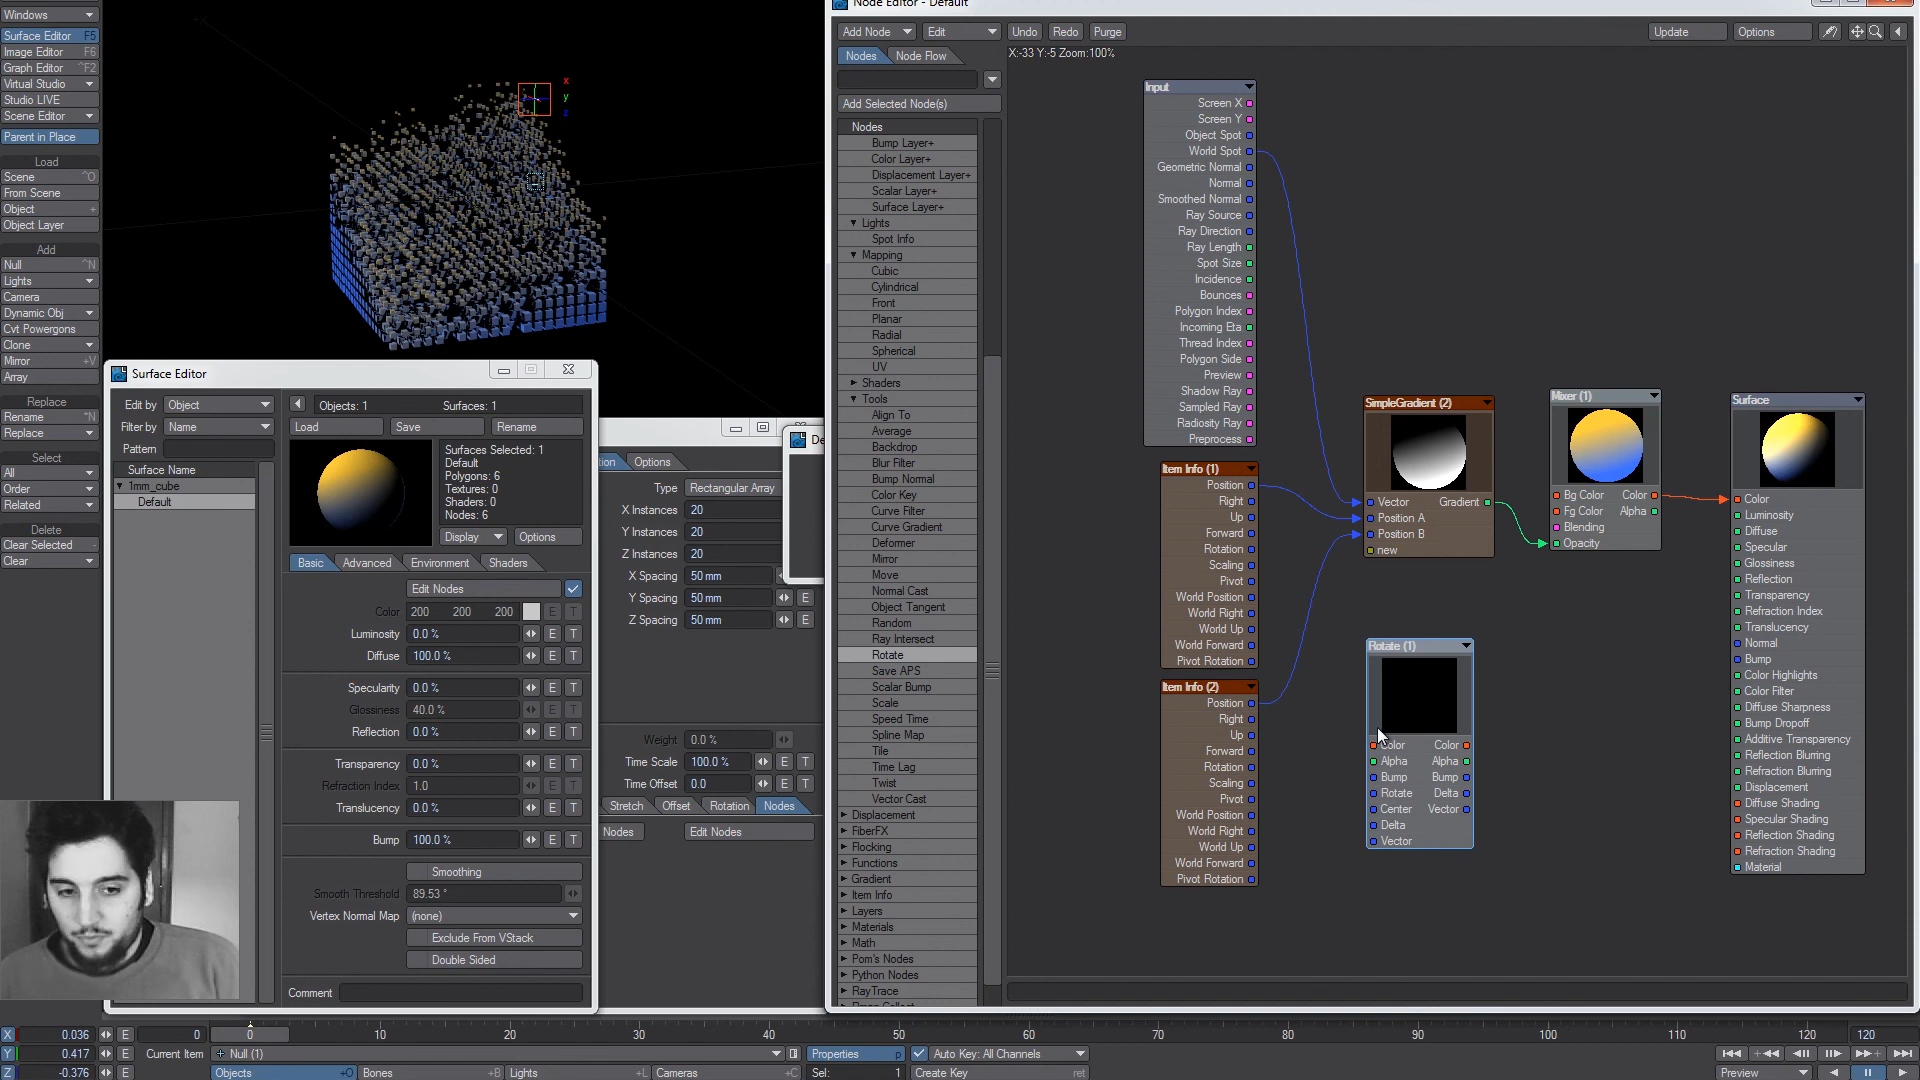 Windows
Surface Editor F5
Image Editor F6
Graph Editor ^F2
Virtual Studio
Studio LIVE
Scene Editor
Parent in Place
Load
Scene ^O
From Scene
Object +
Object Layer
Add
Null ^N
Lights
Camera
Dynamic Obj
Cvt Powergons
Clone
Mirror +V
Array
Replace
Rename ^N
Replace
Select
All
Order
Related
Delete
Clear Selected -
Clear
x
y
z
Surface Editor
Edit by Object
Filter by Name
Pattern
Surface Name
1mm_cube
Default
Objects: 1 Surfaces: 1
Load Save Rename
Surfaces Selected: 1
Default
Polygons: 6
Textures: 0
Shaders: 0
Nodes: 6
Display Options
Basic Advanced Environment Shaders
Edit Nodes
Color 200 200 200 E T
Luminosity 0.0 % E T
Diffuse 100.0 % E T
Specularity 0.0 % E T
Glossiness 40.0 % E T
Reflection 0.0 % E T
Transparency 0.0 % E T
Refraction Index 1.0 E T
Translucency 0.0 % E T
Bump 100.0 % E T
Smoothing
Smooth Threshold 89.53 °
Vertex Normal Map (none)
Exclude From VStack
Double Sided
Comment
tion Options
Type Rectangular Array
X Instances 20
Y Instances 20
Z Instances 20
X Spacing 50 mm
Y Spacing 50 mm E
Z Spacing 50 mm E
Weight 0.0 %
Time Scale 100.0 % E T
Time Offset 0.0 E T
Stretch Offset Rotation Nodes
Nodes Edit Nodes
De
Node Editor - Default
Add Node Edit Undo Redo Purge Update Options
Nodes Node Flow
X:-33 Y:-5 Zoom:100%
Add Selected Node(s)
Nodes
Bump Layer+
Color Layer+
Displacement Layer+
Scalar Layer+
Surface Layer+
Lights
Spot Info
Mapping
Cubic
Cylindrical
Front
Planar
Radial
Spherical
UV
Shaders
Tools
Align To
Average
Backdrop
Blur Filter
Bump Normal
Color Key
Curve Filter
Curve Gradient
Deformer
Mirror
Move
Normal Cast
Object Tangent
Random
Ray Intersect
Rotate
Save APS
Scalar Bump
Scale
Speed Time
Spline Map
Tile
Time Lag
Twist
Vector Cast
Displacement
FiberFX
Flocking
Functions
Gradient
Item Info
Layers
Materials
Math
Pom's Nodes
Python Nodes
RayTrace
Input
Screen X
Screen Y
Object Spot
World Spot
Geometric Normal
Normal
Smoothed Normal
Ray Source
Ray Direction
Ray Length
Spot Size
Incidence
Bounces
Polygon Index
Incoming Eta
Thread Index
Polygon Side
Preview
Shadow Ray
Sampled Ray
Radiosity Ray
Preprocess
Item Info (1)
Position
Right
Up
Forward
Rotation
Scaling
Pivot
World Position
World Right
World Up
World Forward
Pivot Rotation
Item Info (2)
Position
Right
Up
Forward
Rotation
Scaling
Pivot
World Position
World Right
World Up
World Forward
Pivot Rotation
SimpleGradient (2)
Vector Gradient
Position A
Position B
new
Rotate (1)
Color Color
Alpha Alpha
Bump Bump
Rotate Delta
Center Vector
Delta
Vector
Mixer (1)
Bg Color Color
Fg Color Alpha
Blending
Opacity
Surface
Color
Luminosity
Diffuse
Specular
Glossiness
Reflection
Transparency
Refraction Index
Translucency
Normal
Bump
Color Highlights
Color Filter
Diffuse Sharpness
Bump Dropoff
Additive Transparency
Reflection Blurring
Refraction Blurring
Displacement
Diffuse Shading
Specular Shading
Reflection Shading
Refraction Shading
Material
X 0.036 E 0 0 10 20 30 40 50 60 70 80 90 100 110 120 120
Y 0.417 E Current Item Null (1) Properties p Auto Key: All Channels
Z -0.376 E Objects +O Bones +B Lights +L Cameras +C Sel: 1 Create Key ret Preview